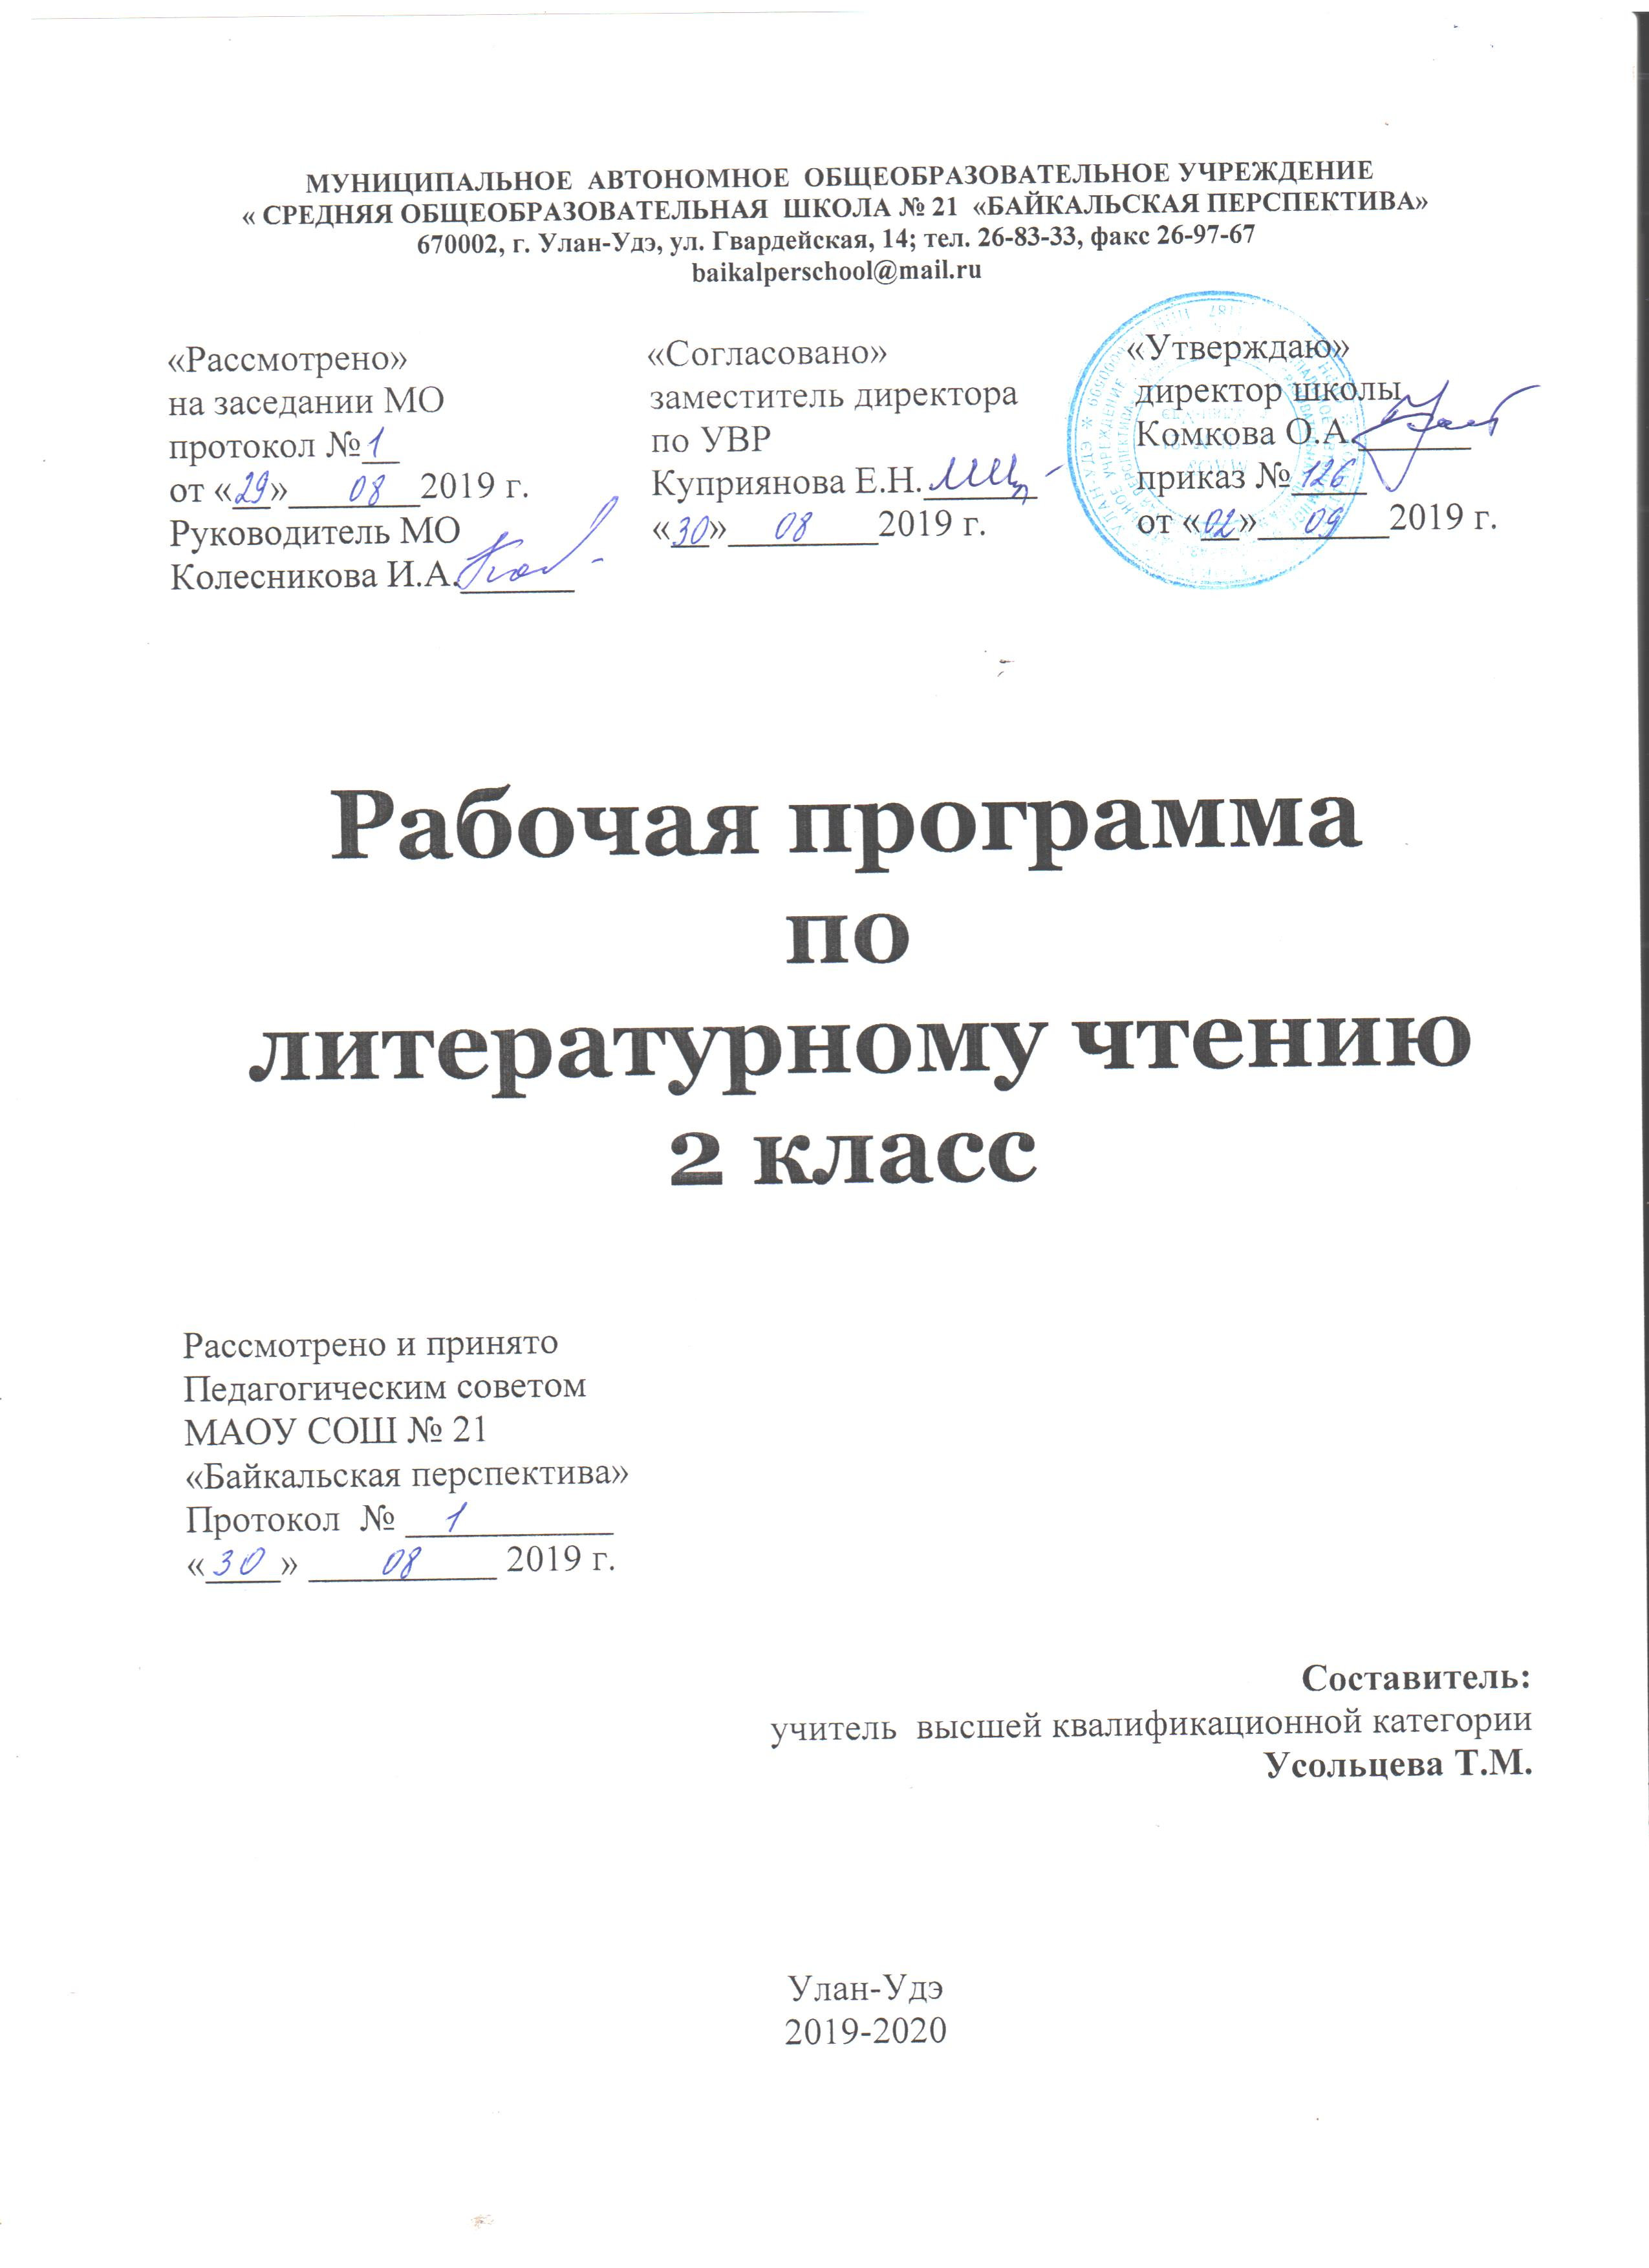 МУНИЦИПАЛЬНОЕ АВТОНОМНОЕ ОБЩЕОБРАЗОВАТЕЛЬНОЕ УЧРЕЖДЕНИЕ
« СРЕДНЯЯ ОБЩЕОБРАЗОВАТЕЛЬНАЯ ШКОЛА № 21 «БАЙКАЛЬСКАЯ ПЕРСПЕКТИВА»
670002, г. Улан-Удэ, ул. Гвардейская, 14; тел. 26-83-33, факс 26-97-67
baikalperschool@mail.ru
«Рассмотрено»
на заседании МО
протокол № 1
от «29» 08 2019 г.
Руководитель МО
Колесникова И.А.
«Согласовано»
заместитель директора
по УВР
Куприянова Е.Н.
«30» 08 2019 г.
«Утверждаю»
директор школы
Комкова О.А.
приказ № 126
от «02» 09 2019 г.
Рабочая программа
по
литературному чтению
2 класс
Рассмотрено и принято
Педагогическим советом
МАОУ СОШ № 21
«Байкальская перспектива»
Протокол № 1
«30» 08 2019 г.
Составитель:
учитель высшей квалификационной категории
Усольцева Т.М.
Улан-Удэ
2019-2020